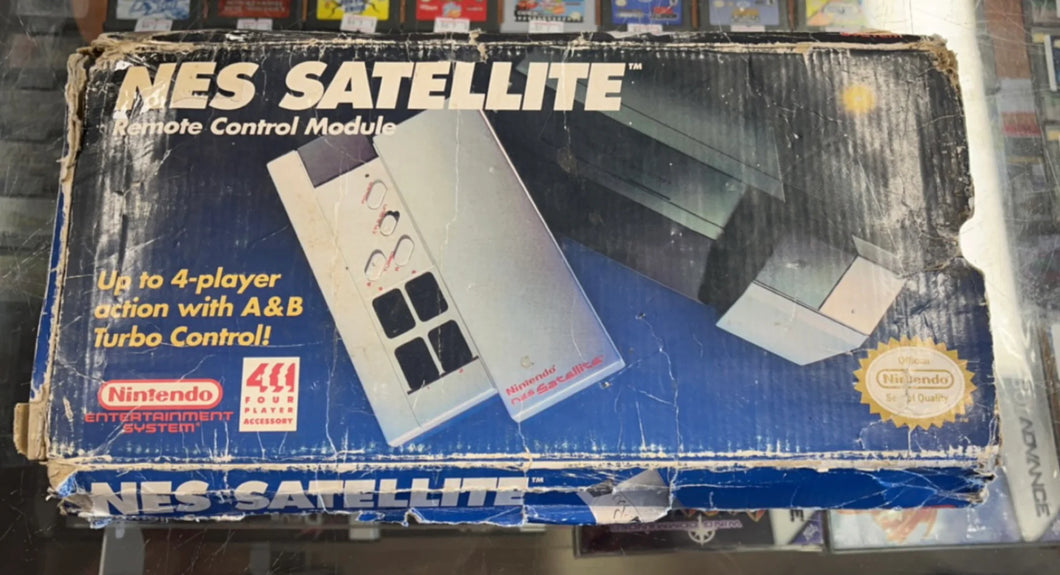 NES SATELLITE™
Remote Control Module
Up to 4-player
action with A&B
Turbo Control!
Nintendo
ENTERTAINMENT
SYSTEM®
4
FOUR
PLAYER
ACCESSORY
Nintendo
nes Satellite
Official
Nintendo
Seal of Quality
NES SATELLITE™
ADVANCE